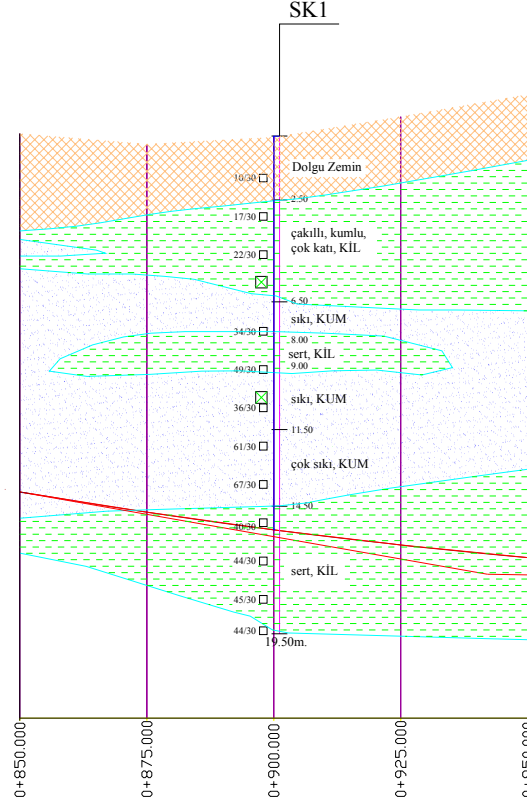 SK1
Dolgu Zemin
10/30
2.50
17/30
çakıllı, kumlu,
çok katı, KİL
22/30
6.50
sıkı, KUM
34/30
8.00
sert, KİL
9.00
49/30
sıkı, KUM
36/30
11.50
61/30
çok sıkı, KUM
67/30
14.50
40/30
44/30
sert, KİL
45/30
44/30
19.50m.
0+850.000
0+875.000
0+900.000
0+925.000
0+950.000